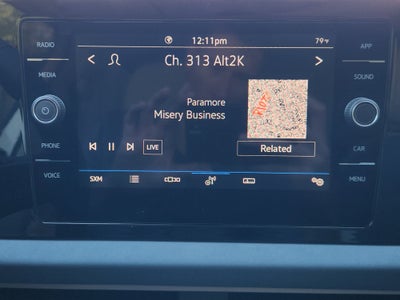 RADIO
12:11pm
79°F
APP
< Ch. 313 Alt2K >
MEDIA
SOUND
Paramore
Misery Business
RIOT!
PHONE
LIVE
Related
CAR
VOICE
SXM
MENU